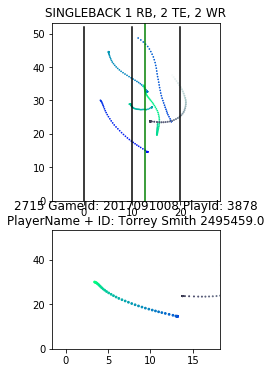 SINGLEBACK 1 RB, 2 TE, 2 WR
50
40
30
20
10
0
0 10 20
2715 GameId: 2017091008 PlayId: 3878
PlayerName + ID: Torrey Smith 2495459.0
40
20
0
0 5 10 15